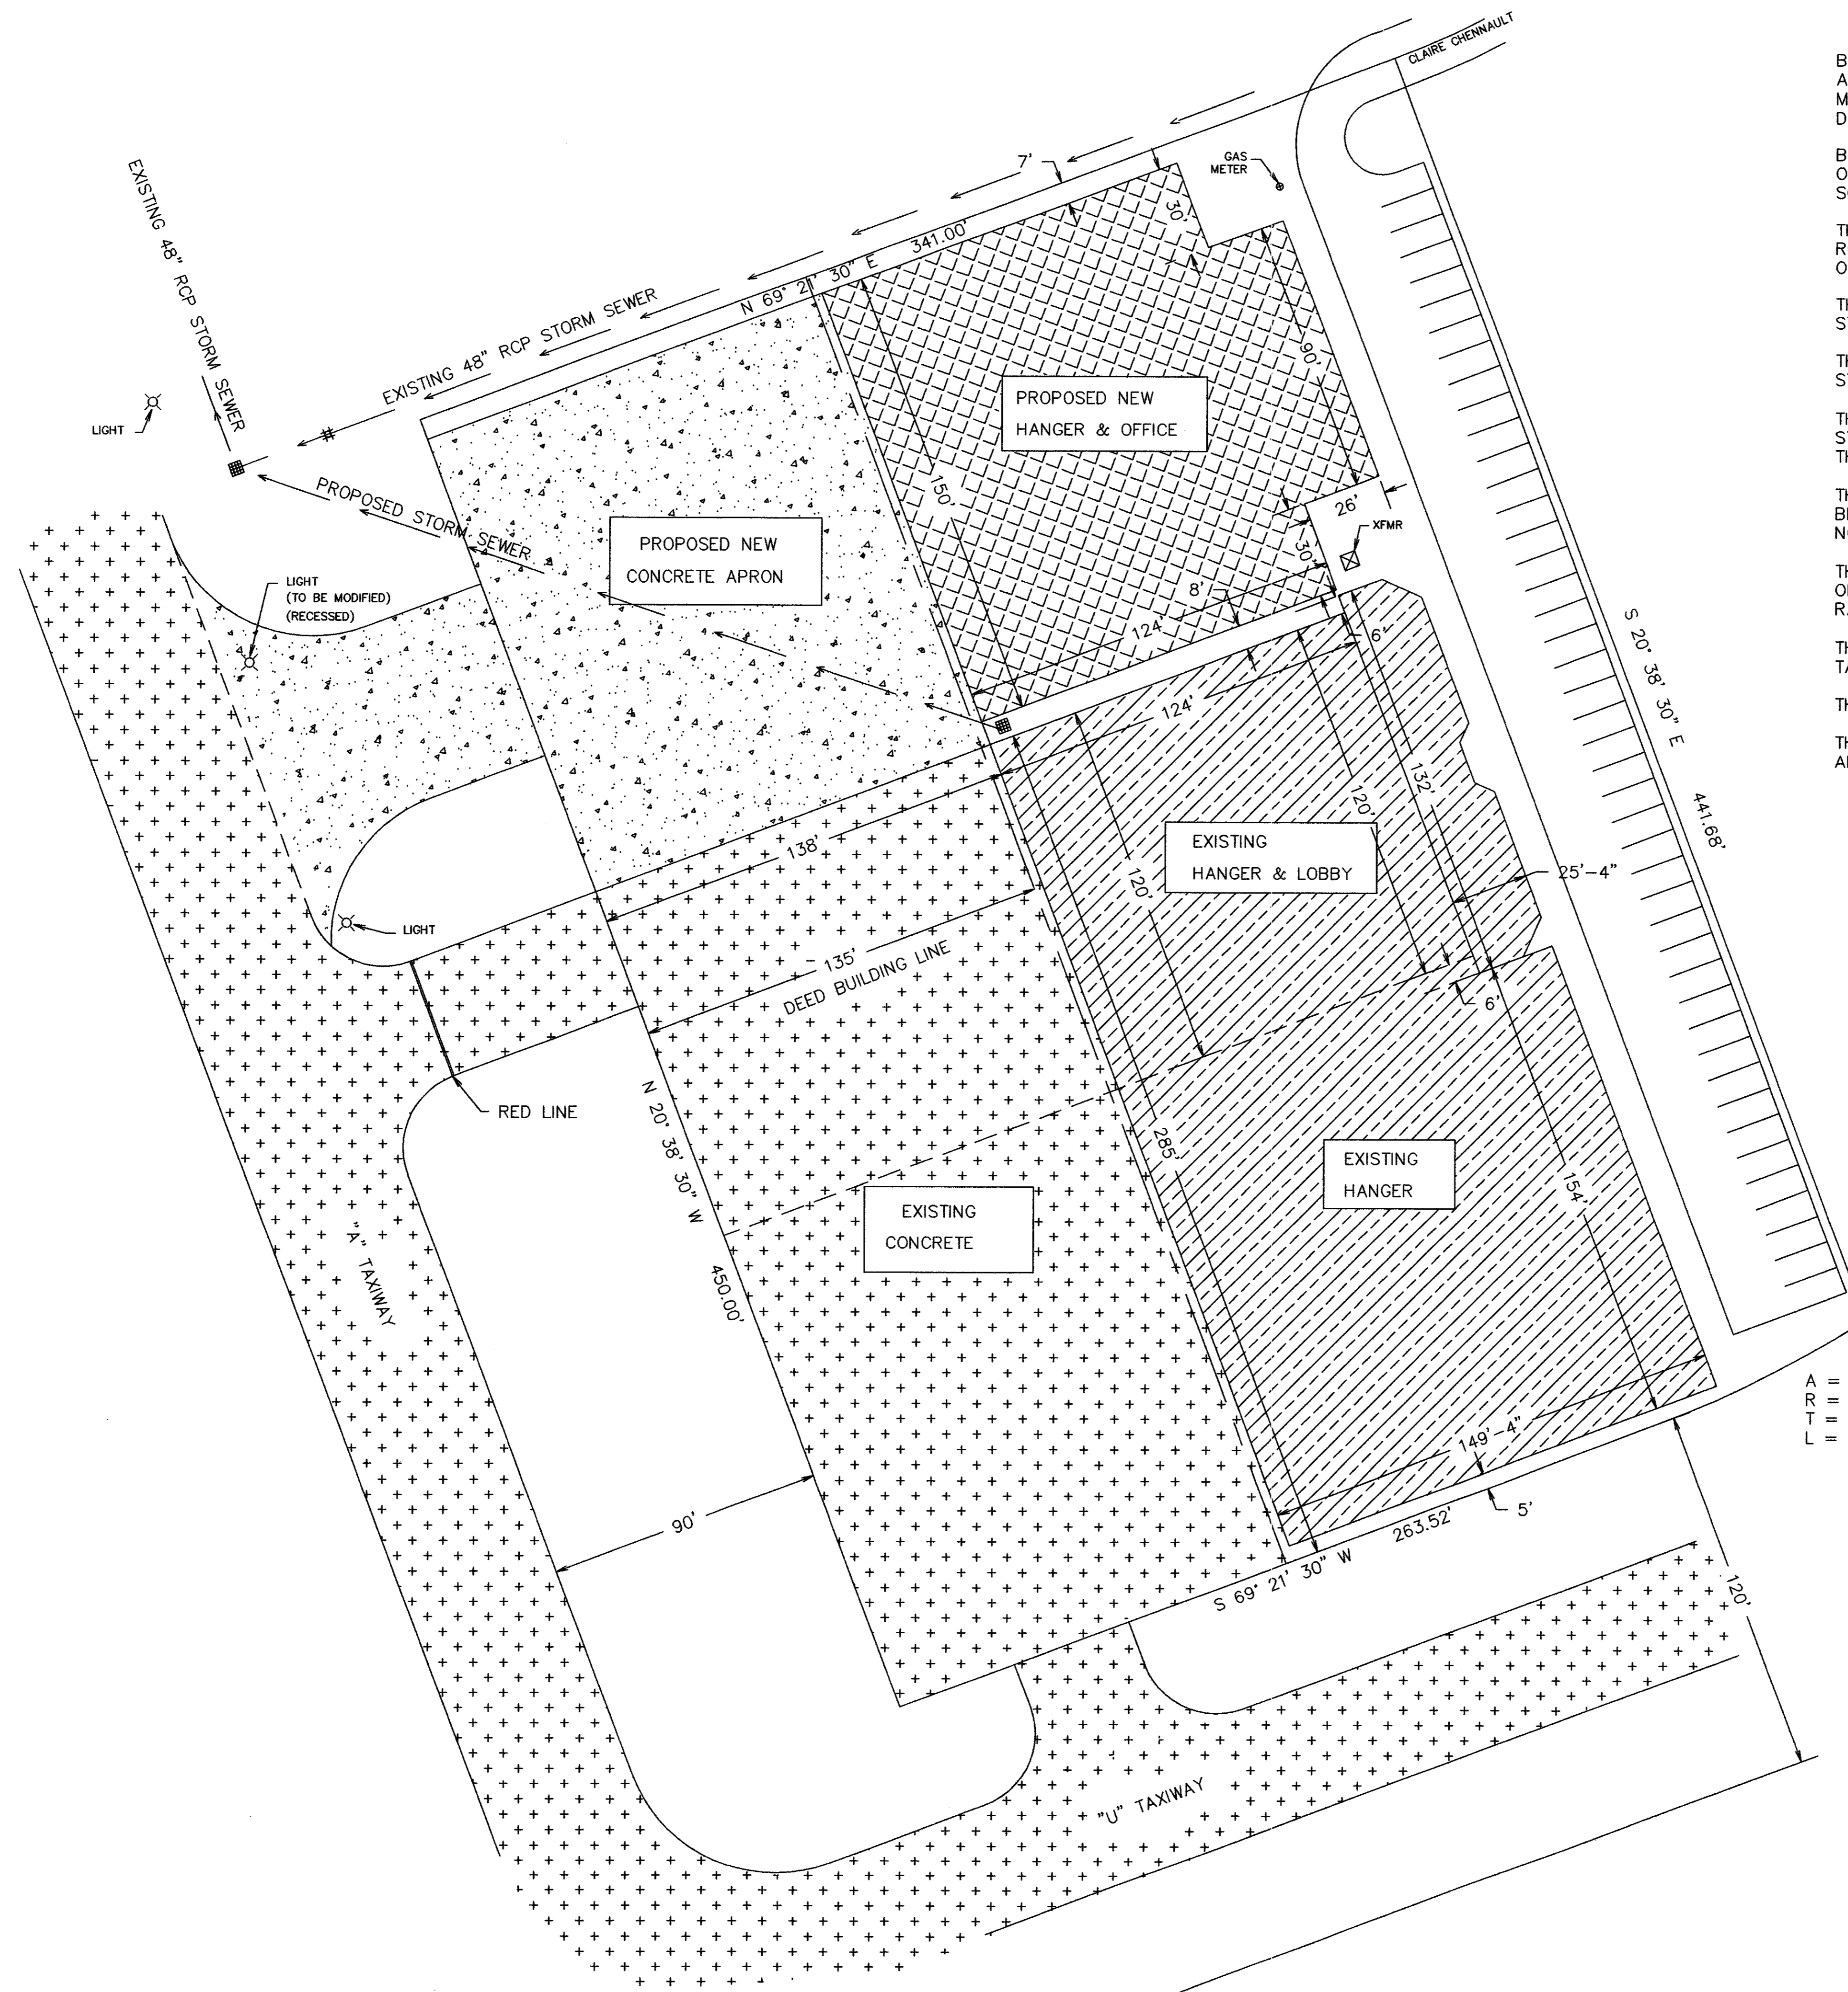 CLAIRE CHENNAULT
GAS
METER
7'
30'
341.00'
N 69° 21' 30" E
EXISTING 48" RCP STORM SEWER
EXISTING 48" RCP STORM SEWER
LIGHT
PROPOSED STORM SEWER
PROPOSED NEW
HANGER & OFFICE
90'
150'
26'
XFMR
30'
8'
124'
6'
PROPOSED NEW
CONCRETE APRON
LIGHT
(TO BE MODIFIED)
(RECESSED)
S 20° 38' 30" E
441.68'
124'
132'
120'
EXISTING
HANGER & LOBBY
25'-4"
120'
138'
LIGHT
135'
DEED BUILDING LINE
6'
RED LINE
N 20° 38' 30" W
450.00'
285'
EXISTING
HANGER
154'
EXISTING
CONCRETE
"A" TAXIWAY
149'-4"
263.52'
5'
S 69° 21' 30" W
90'
120'
"U" TAXIWAY
A =
R =
T =
L =